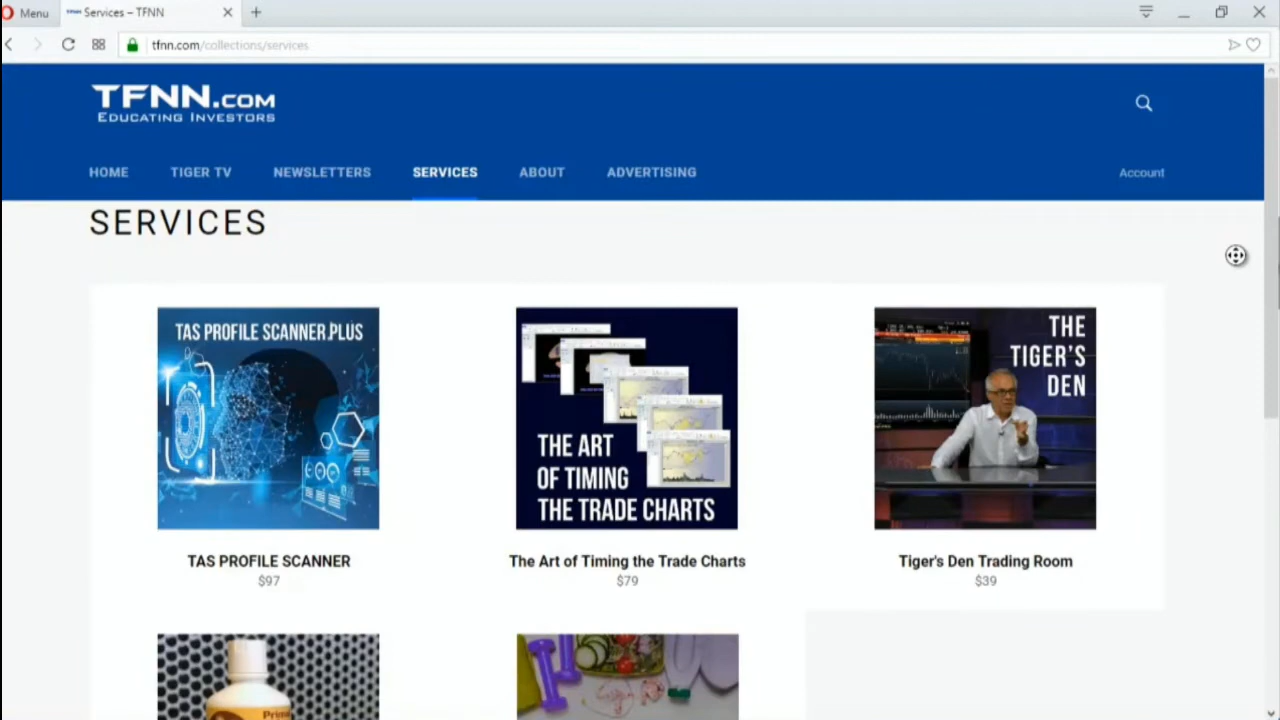 Menu
Services – TFNN
tfnn.com/collections/services
TFNN.COM
EDUCATING INVESTORS
HOME
TIGER TV
NEWSLETTERS
SERVICES
ABOUT
ADVERTISING
Account
SERVICES
TAS PROFILE SCANNER PLUS
THE ART
OF TIMING
THE TRADE CHARTS
THE
TIGER'S
DEN
TAS PROFILE SCANNER
$97
The Art of Timing the Trade Charts
$79
Tiger's Den Trading Room
$39